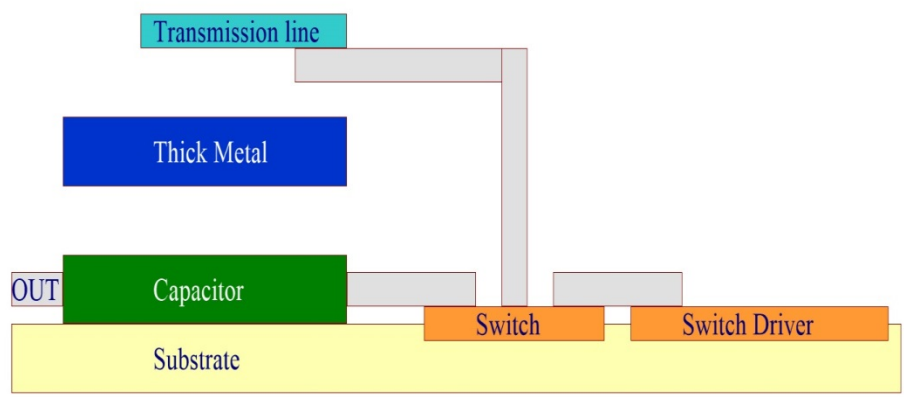 Transmission line
Thick Metal
OUT
Capacitor
Switch
Switch Driver
Substrate